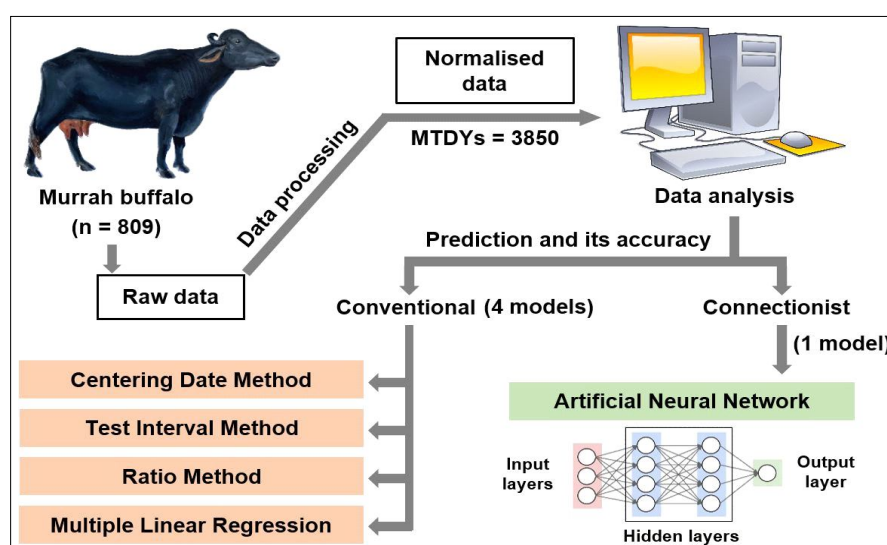 Murrah buffalo
(n = 809)
Raw data
Data processing
Normalised
data
MTDYs = 3850
Data analysis
Prediction and its accuracy
Conventional (4 models)
Connectionist
(1 model)
Centering Date Method
Test Interval Method
Ratio Method
Multiple Linear Regression
Artificial Neural Network
Input
layers
Output
layer
Hidden layers